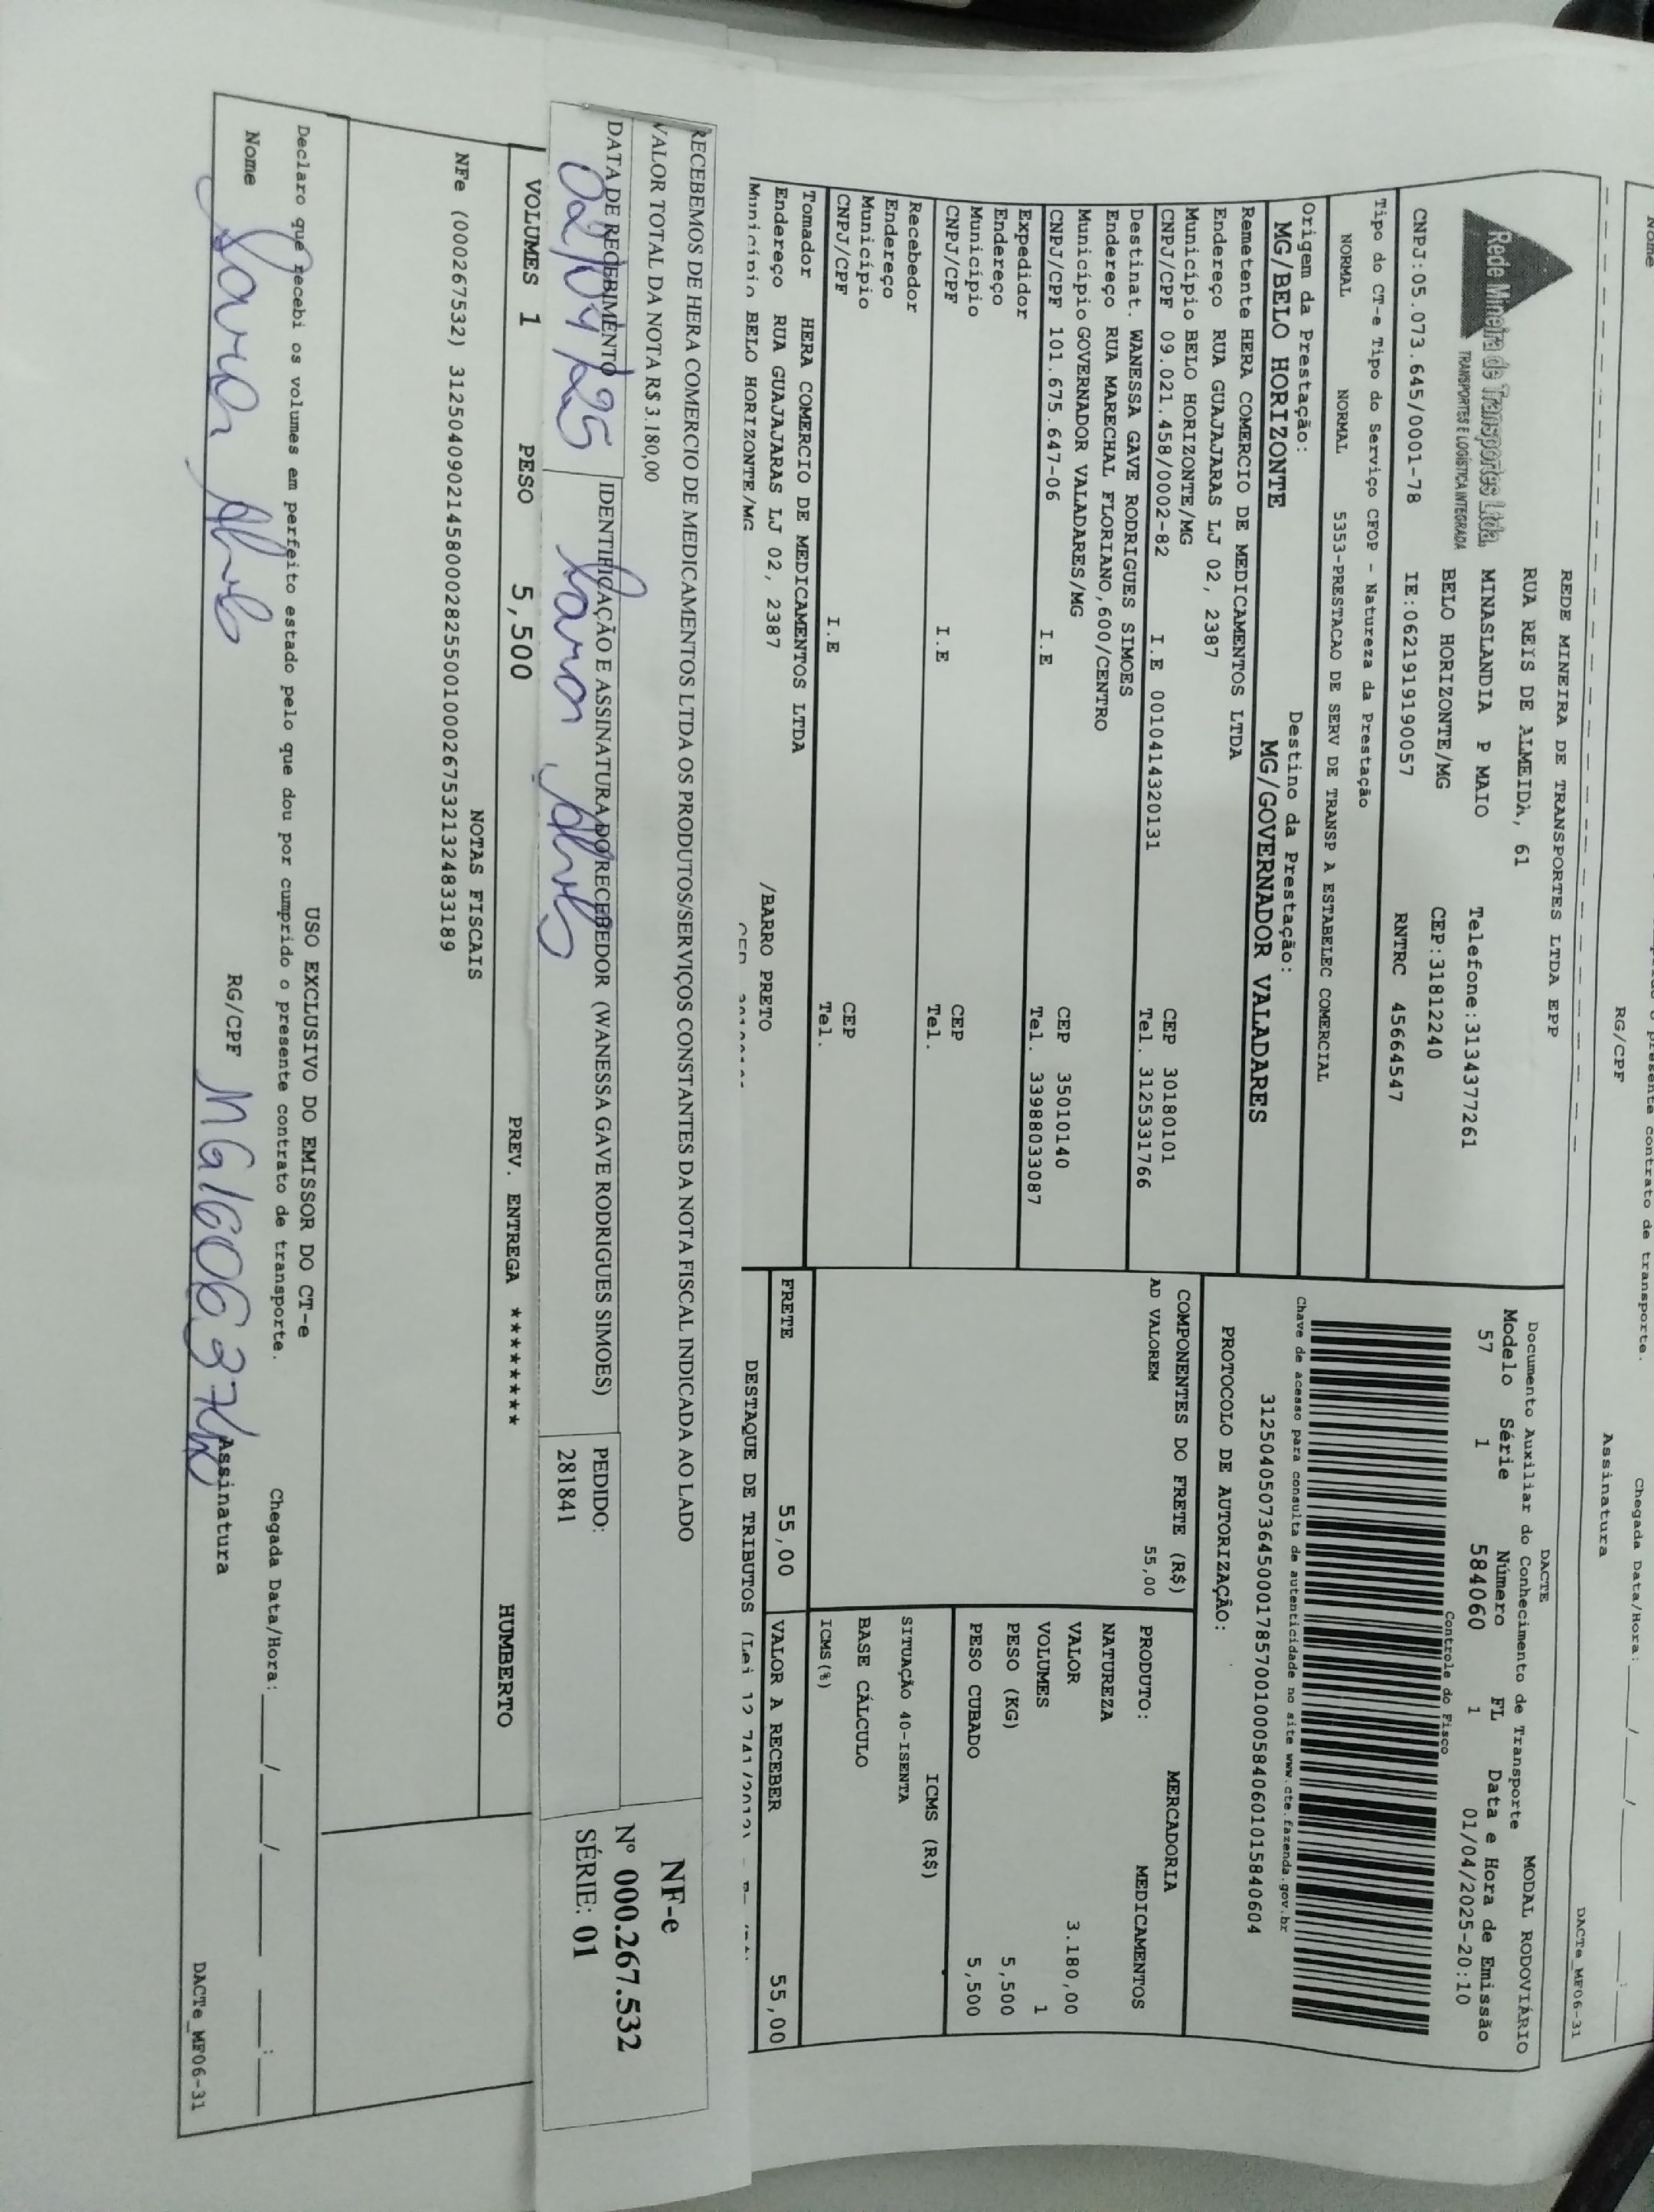 Nome
RG/CPF
Assinatura
Chegada Data/Hora:____/____/______ ____:____
DACTe_MF06-31
Rede Mineira de Transportes Ltda.
TRANSPORTES E LOGÍSTICA INTEGRADA
REDE MINEIRA DE TRANSPORTES LTDA EPP
RUA REIS DE ALMEIDA, 61
MINASLANDIA P MAIO Telefone:3134377261
BELO HORIZONTE/MG CEP:31812240
CNPJ:05.073.645/0001-78 IE:0621919190057 RNTRC 45664547
DACTE
Documento Auxiliar do Conhecimento de Transporte MODAL RODOVIÁRIO
Modelo Série Número FL Data e Hora de Emissão
57 1 584060 1 01/04/2025-20:10
Controle do Fisco
Chave de acesso para consulta de autenticidade no site www.cte.fazenda.gov.br
31250405073645000178570010005840601015840604
PROTOCOLO DE AUTORIZAÇÃO:
Tipo do CT-e Tipo do Serviço CFOP - Natureza da Prestação
NORMAL NORMAL 5353-PRESTACAO DE SERV DE TRANSP A ESTABELEC COMERCIAL
Origem da Prestação: Destino da Prestação:
MG/BELO HORIZONTE MG/GOVERNADOR VALADARES
Remetente HERA COMERCIO DE MEDICAMENTOS LTDA
Endereço RUA GUAJAJARAS LJ 02, 2387
Município BELO HORIZONTE/MG CEP 30180101
CNPJ/CPF 09.021.458/0002-82 I.E 0010414320131 Tel. 3125331766
Destinat. WANESSA GAVE RODRIGUES SIMOES
Endereço RUA MARECHAL FLORIANO,600/CENTRO
Município GOVERNADOR VALADARES/MG CEP 35010140
CNPJ/CPF 101.675.647-06 I.E Tel. 33988033087
Expedidor
Endereço
Município CEP
CNPJ/CPF I.E Tel.
Recebedor
Endereço
Município CEP
CNPJ/CPF I.E Tel.
Tomador HERA COMERCIO DE MEDICAMENTOS LTDA
Endereço RUA GUAJAJARAS LJ 02, 2387 /BARRO PRETO
Município BELO HORIZONTE/MG
COMPONENTES DO FRETE (R$)
AD VALOREM 55,00
FRETE 55,00
MERCADORIA
PRODUTO: MEDICAMENTOS
NATUREZA
VALOR 3.180,00
VOLUMES 1
PESO (KG) 5,500
PESO CUBADO 5,500
ICMS (R$)
SITUAÇÃO 40-ISENTA
BASE CÁLCULO
ICMS(%)
VALOR A RECEBER 55,00
DESTAQUE DE TRIBUTOS (Lei 12.741/2012)
RECEBEMOS DE HERA COMERCIO DE MEDICAMENTOS LTDA OS PRODUTOS/SERVIÇOS CONSTANTES DA NOTA FISCAL INDICADA AO LADO
VALOR TOTAL DA NOTA R$ 3.180,00
DATA DE RECEBIMENTO IDENTIFICAÇÃO E ASSINATURA DO RECEBEDOR (WANESSA GAVE RODRIGUES SIMOES)
02/04/25
PEDIDO:
281841
NF-e
Nº 000.267.532
SÉRIE: 01
VOLUMES 1 PESO 5,500 PREV. ENTREGA ******** HUMBERTO
NOTAS FISCAIS
NFe (000267532) 31250409021458000282550010002675321324833189
USO EXCLUSIVO DO EMISSOR DO CT-e
Declaro que recebi os volumes em perfeito estado pelo que dou por cumprido o presente contrato de transporte.
Chegada Data/Hora:____/____/______ ____:____
Nome RG/CPF Assinatura
DACTe_MF06-31